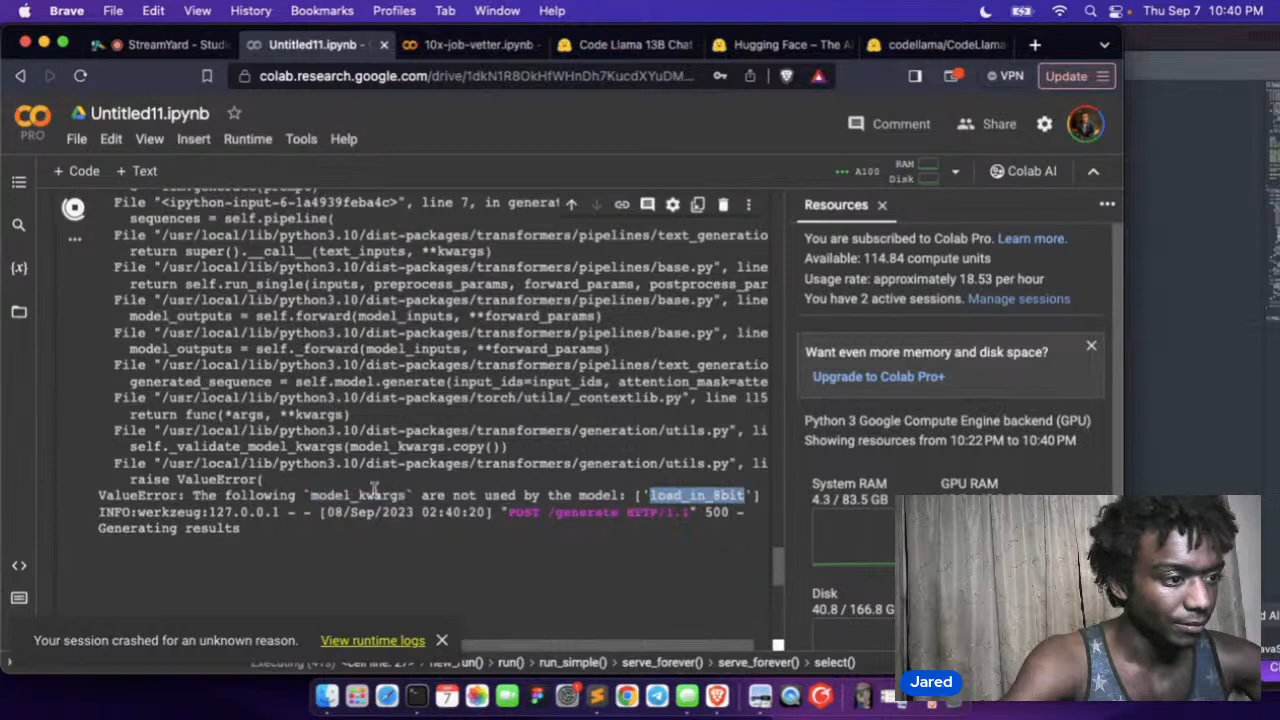 Brave File Edit View History Bookmarks Profiles Tab Window Help Thu Sep 7 10:40 PM
StreamYard - Studi Untitled11.ipynb - 10x-job-vetter.ipynb - Code Llama 13B Chat Hugging Face – The AI codellama/CodeLlama
colab.research.google.com/drive/1dkN1R8OkHfWHnDh7KucdXYuDM... VPN Update
Untitled11.ipynb
PRO File Edit View Insert Runtime Tools Help Comment Share
+ Code + Text A100 RAM Disk Colab AI
File "<ipython-input-6-1a4939feba4c>", line 7, in generat
sequences = self.pipeline(
File "/usr/local/lib/python3.10/dist-packages/transformers/pipelines/text_generatio
return super().__call__(text_inputs, **kwargs)
File "/usr/local/lib/python3.10/dist-packages/transformers/pipelines/base.py", line
return self.run_single(inputs, preprocess_params, forward_params, postprocess_par
File "/usr/local/lib/python3.10/dist-packages/transformers/pipelines/base.py", line
model_outputs = self.forward(model_inputs, **forward_params)
File "/usr/local/lib/python3.10/dist-packages/transformers/pipelines/base.py", line
model_outputs = self._forward(model_inputs, **forward_params)
File "/usr/local/lib/python3.10/dist-packages/transformers/pipelines/text_generatio
generated_sequence = self.model.generate(input_ids=input_ids, attention_mask=atte
File "/usr/local/lib/python3.10/dist-packages/torch/utils/_contextlib.py", line 115
return func(*args, **kwargs)
File "/usr/local/lib/python3.10/dist-packages/transformers/generation/utils.py", li
self._validate_model_kwargs(model_kwargs.copy())
File "/usr/local/lib/python3.10/dist-packages/transformers/generation/utils.py", li
raise ValueError(
ValueError: The following `model_kwargs` are not used by the model: ['load_in_8bit']
INFO:werkzeug:127.0.0.1 - - [08/Sep/2023 02:40:20] "POST /generate HTTP/1.1" 500 -
Generating results
Your session crashed for an unknown reason. View runtime logs
Executing (41s) <cell line: 27> new_run() run() run_simple() serve_forever() serve_forever() select()
Resources
You are subscribed to Colab Pro. Learn more.
Available: 114.84 compute units
Usage rate: approximately 18.53 per hour
You have 2 active sessions. Manage sessions
Want even more memory and disk space?
Upgrade to Colab Pro+
Python 3 Google Compute Engine backend (GPU)
Showing resources from 10:22 PM to 10:40 PM
System RAM GPU RAM
4.3 / 83.5 GB
Disk
40.8 / 166.8 G
Jared